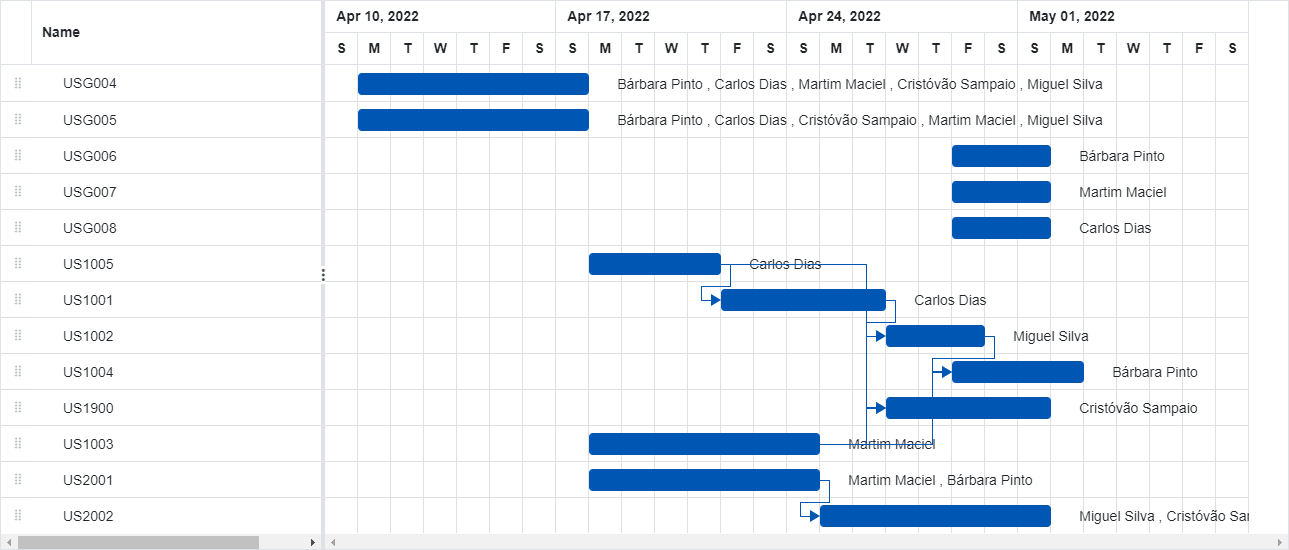 Name
Apr 10, 2022 Apr 17, 2022 Apr 24, 2022 May 01, 2022
S M T W T F S S M T W T F S S M T W T F S S M T W T F S
USG004 Bárbara Pinto , Carlos Dias , Martim Maciel , Cristóvão Sampaio , Miguel Silva
USG005 Bárbara Pinto , Carlos Dias , Cristóvão Sampaio , Martim Maciel , Miguel Silva
USG006 Bárbara Pinto
USG007 Martim Maciel
USG008 Carlos Dias
US1005 Carlos Dias
US1001 Carlos Dias
US1002 Miguel Silva
US1004 Bárbara Pinto
US1900 Cristóvão Sampaio
US1003 Martim Maciel
US2001 Martim Maciel , Bárbara Pinto
US2002 Miguel Silva , Cristóvão